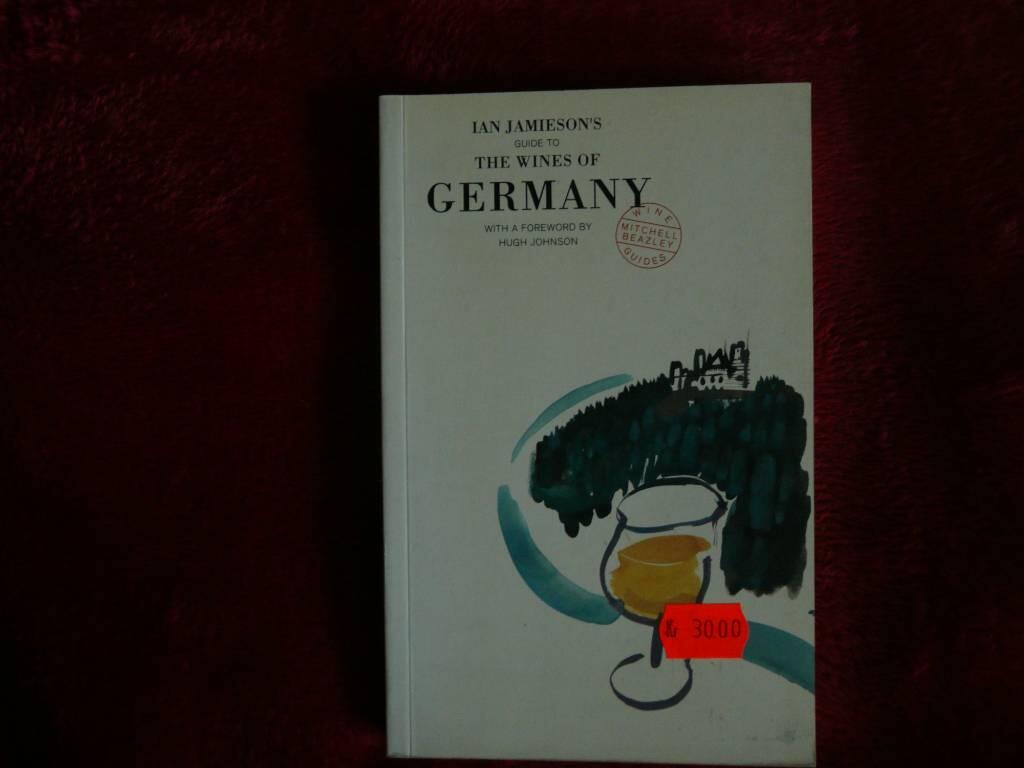 IAN JAMIESON'S
GUIDE TO
THE WINES OF
GERMANY
WITH A FOREWORD BY
HUGH JOHNSON
WINE
MITCHELL
BEAZLEY
GUIDES
Kr 30.00